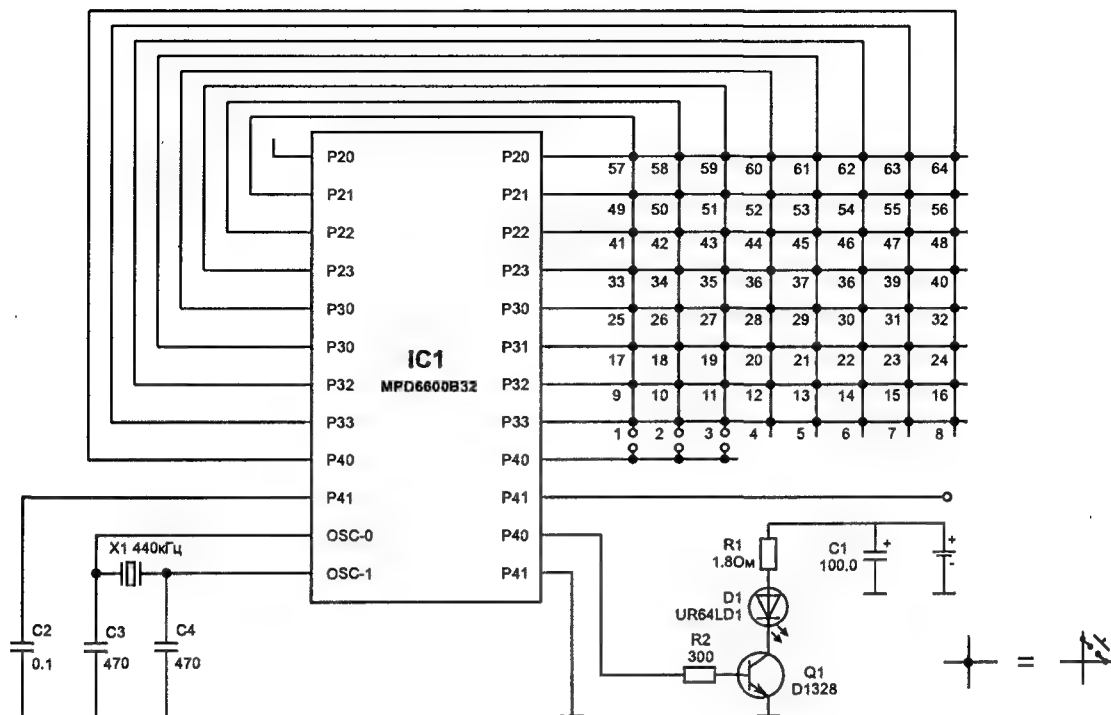 P20 P20
57 58 59 60 61 62 63 64
P21 P21
49 50 51 52 53 54 55 56
P22 P22
41 42 43 44 45 46 47 48
P23 P23
33 34 35 36 37 36 39 40
P30 P30
25 26 27 28 29 30 31 32
P30 P31
IC1
17 18 19 20 21 22 23 24
P32 MPD6600B32 P32
9 10 11 12 13 14 15 16
P33 P33
1 2 3 4 5 6 7 8
P40 P40
P41 P41
OSC-0 P40
X1 440кГц
R1
1.8Ом
C1
100,0
+
+
-
OSC-1 P41
D1
UR64LD1
C2
0.1
C3
470
C4
470
R2
300
Q1
D1328
=